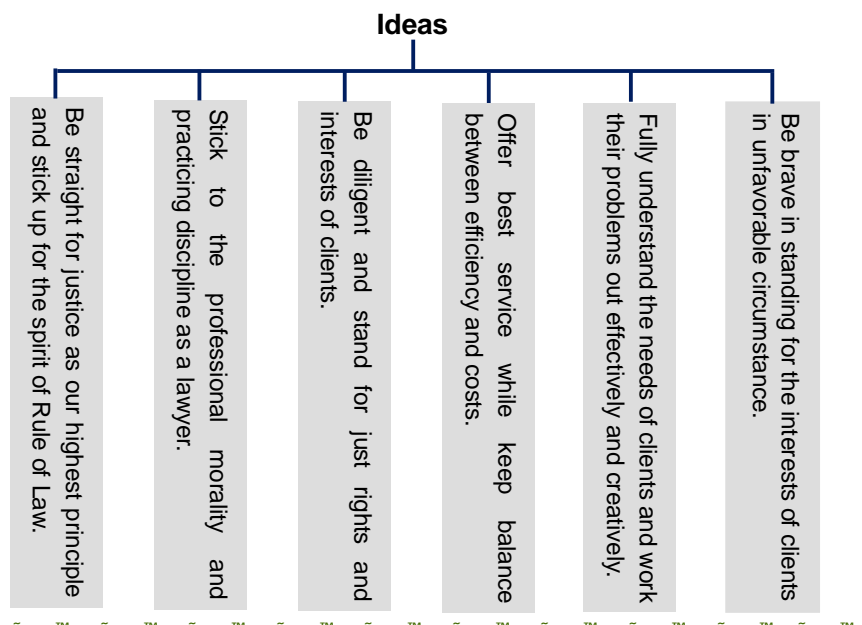 Ideas
Be straight for justice as our highest principle
and stick up for the spirit of Rule of Law.
Stick to the professional morality and
practicing discipline as a lawyer.
Be diligent and stand for just rights and
interests of clients.
Offer best service while keep balance
between efficiency and costs.
Fully understand the needs of clients and work
their problems out effectively and creatively.
Be brave in standing for the interests of clients
in unfavorable circumstance.